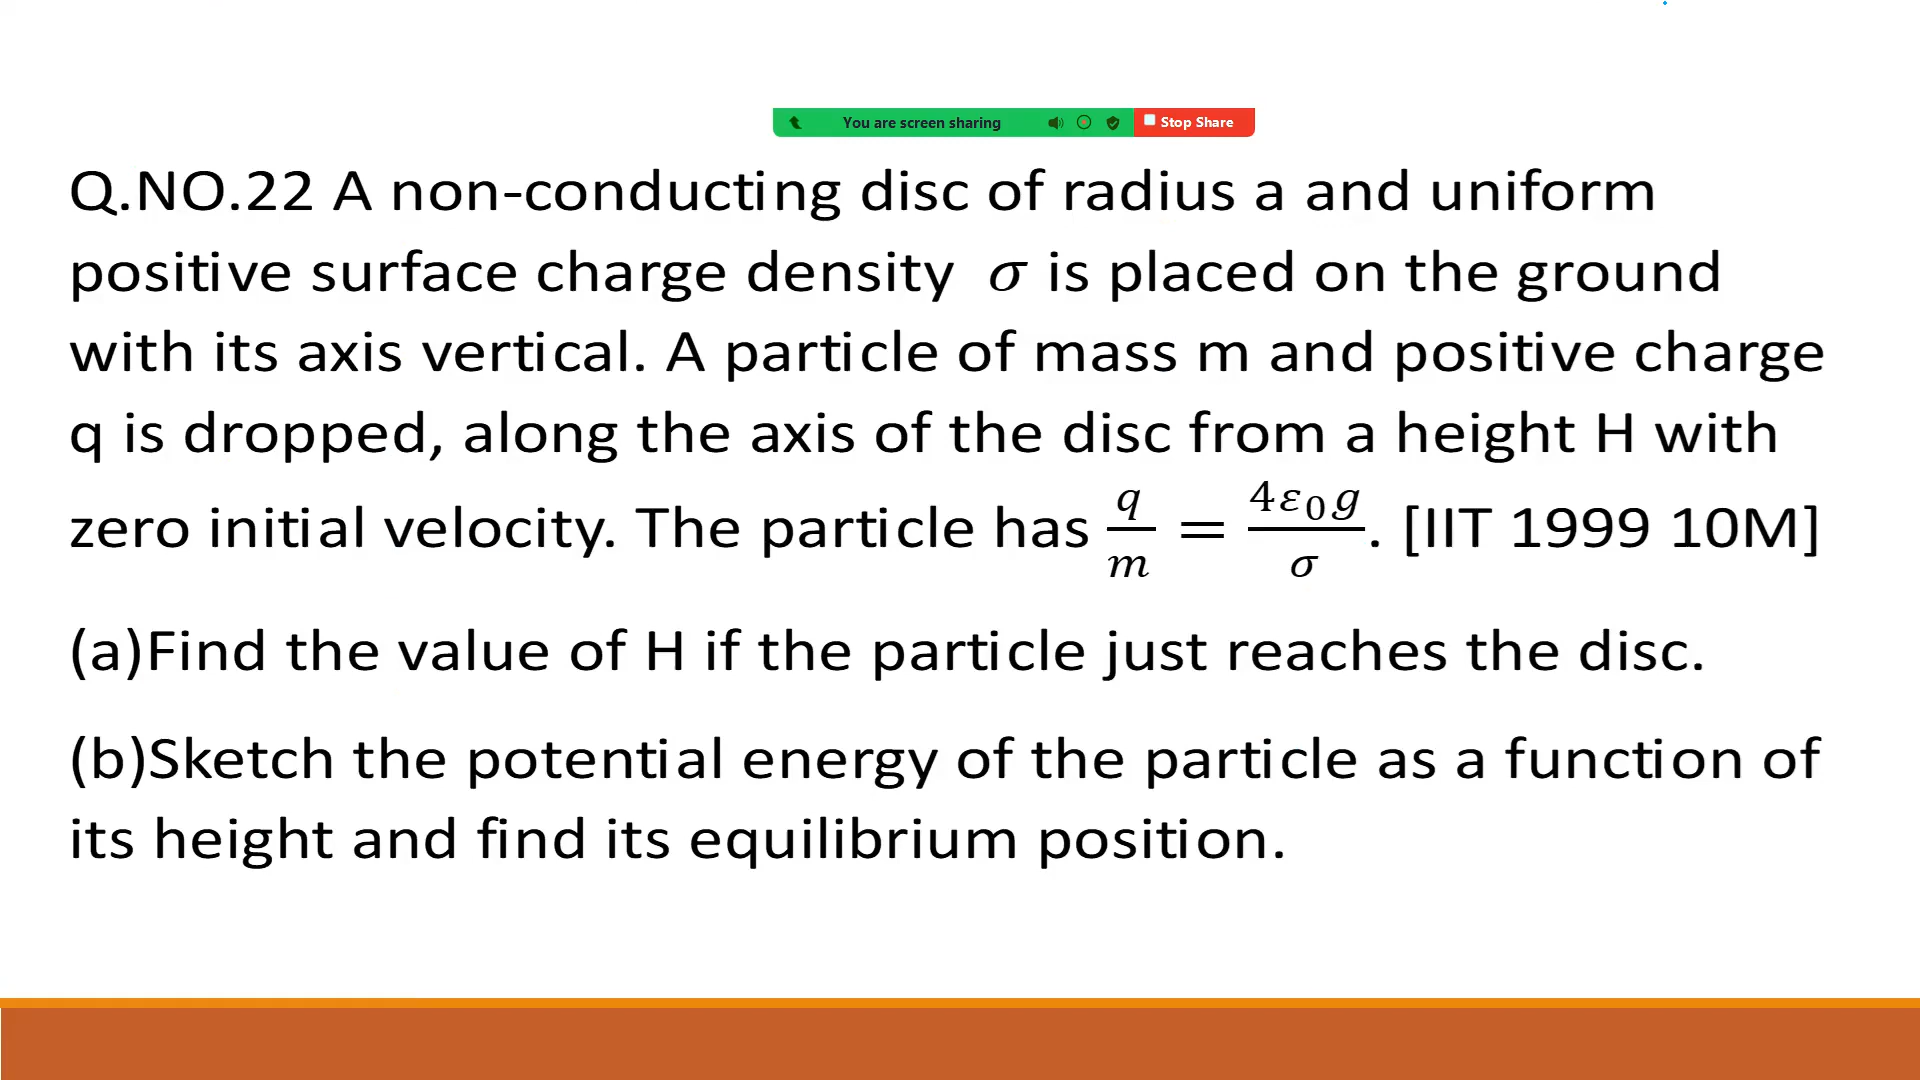 You are screen sharing
Stop Share
Q.NO.22 A non-conducting disc of radius a and uniform
positive surface charge density σ is placed on the ground
with its axis vertical. A particle of mass m and positive charge
q is dropped, along the axis of the disc from a height H with
zero initial velocity. The particle has q/m = 4ε₀g/σ. [IIT 1999 10M]
(a)Find the value of H if the particle just reaches the disc.
(b)Sketch the potential energy of the particle as a function of
its height and find its equilibrium position.